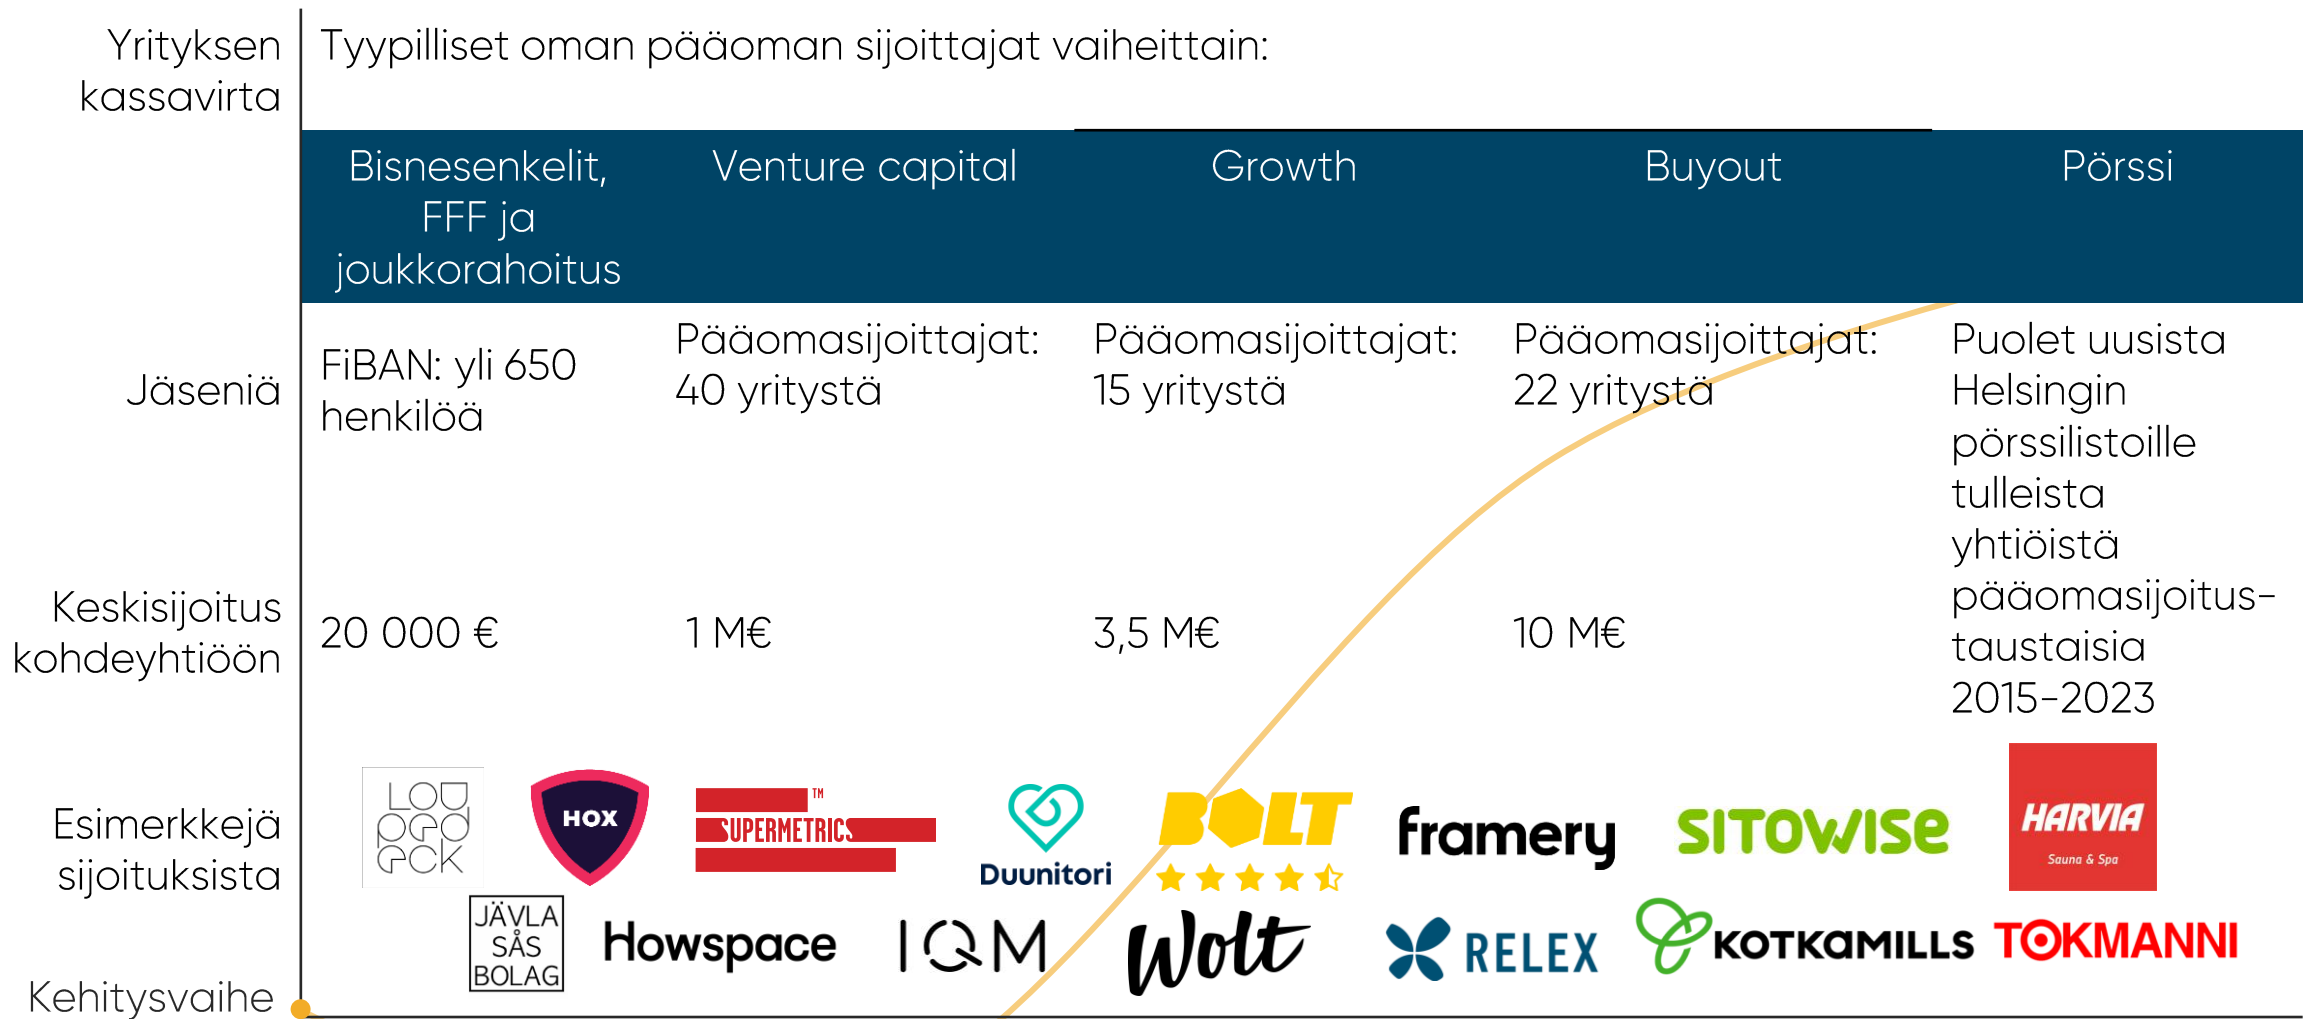 Yrityksen
kassavirta
Tyypilliset oman pääoman sijoittajat vaiheittain:
Bisnesenkelit,
FFF ja
joukkorahoitus
Venture capital
Growth
Buyout
Pörssi
Jäseniä
FiBAN: yli 650
henkilöä
Pääomasijoittajat:
40 yritystä
Pääomasijoittajat:
15 yritystä
Pääomasijoittajat:
22 yritystä
Puolet uusista
Helsingin
pörssilistoille
tulleista
yhtiöistä
pääomasijoitus-
taustaisia
2015-2023
Keskisijoitus
kohdeyhtiöön
20 000 €
1 M€
3,5 M€
10 M€
Esimerkkejä
sijoituksista
LOU
PED
ECK
HOX
SUPERMETRICS™
Duunitori
BOLT
framery
SITOWISE
HARVIA
Sauna & Spa
JÄVLA
SÅS
BOLAG
Howspace
IQM
Wolt
RELEX
KOTKAMILLS
TOKMANNI
Kehitysvaihe